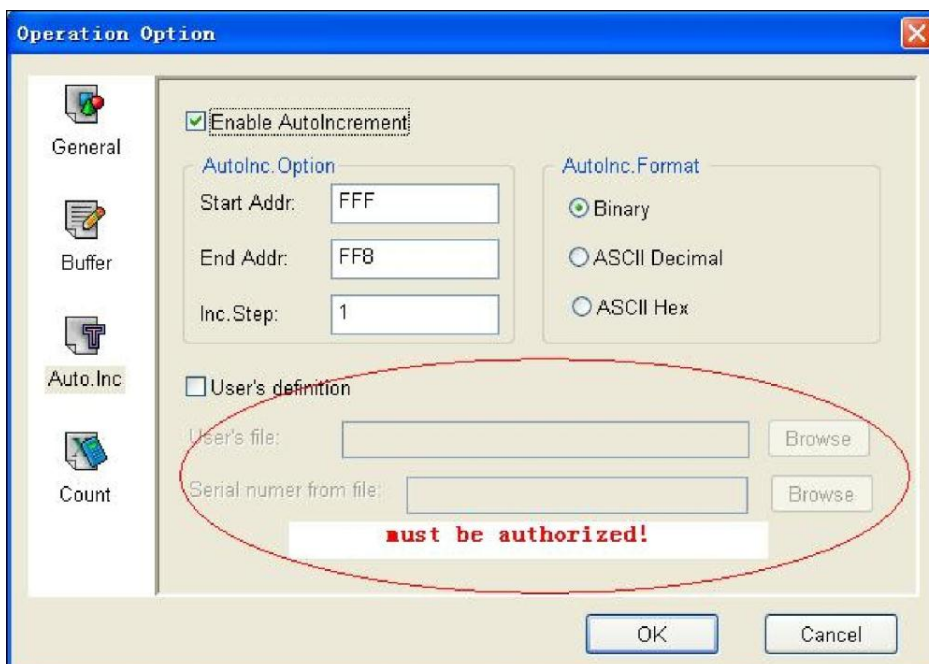 Operation Option
General
Buffer
Auto.Inc
Count
Enable AutoIncrement
AutoInc.Option
Start Addr: FFF
End Addr: FF8
Inc.Step: 1
AutoInc.Format
Binary
ASCII Decimal
ASCII Hex
User's definition
User's file: Browse
Serial numer from file: Browse
must be authorized!
OK Cancel